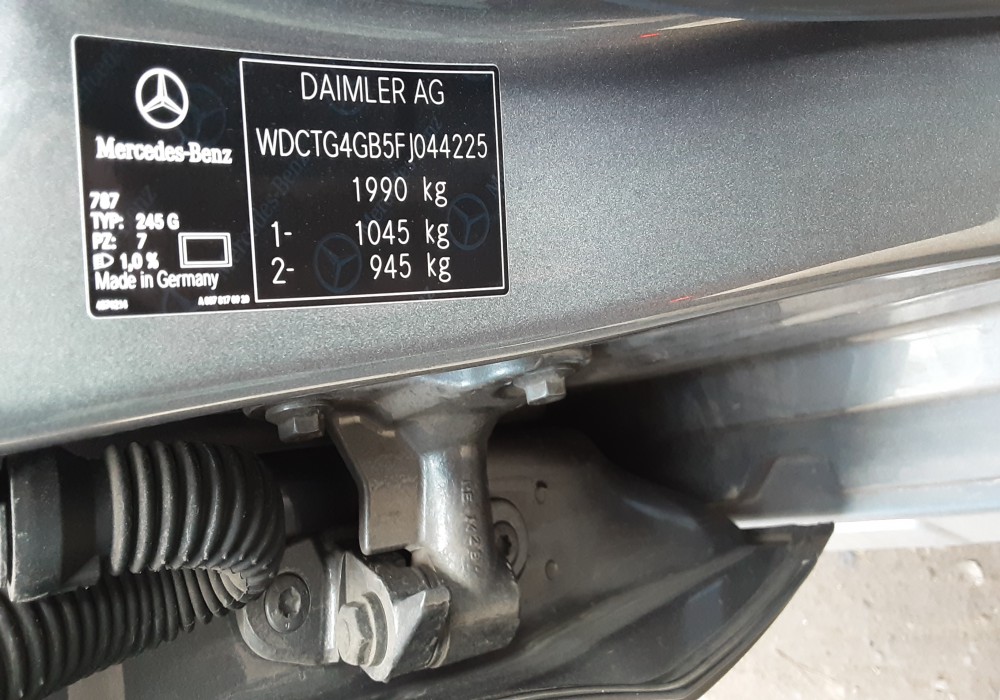 Mercedes-Benz
787
TYP: 245 G
PZ: 7
1,0 %
Made in Germany
DAIMLER AG
WDCTG4GB5FJ044225
1990 kg
1- 1045 kg
2- 945 kg